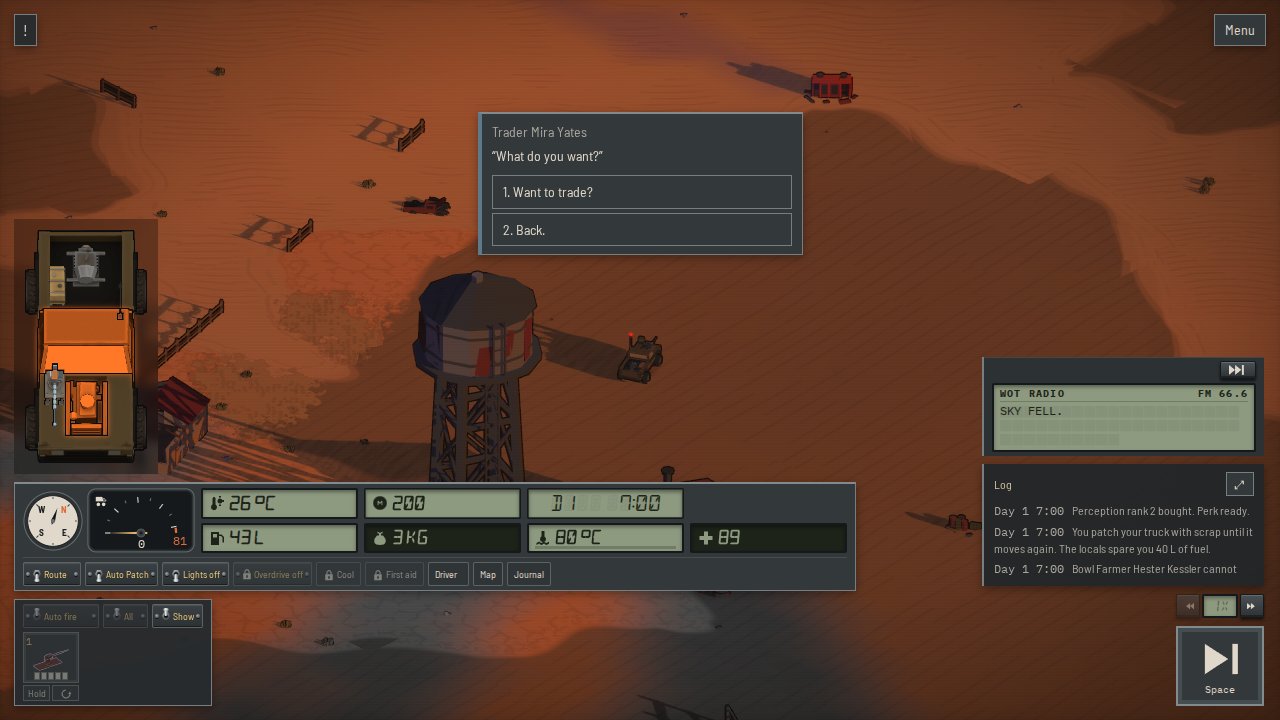 !
Menu
Trader Mira Yates
“What do you want?”
1. Want to trade?
2. Back.
WOT RADIO FM 66.6
SKY FELL.
Log
Day 1 7:00 Perception rank 2 bought. Perk ready.
Day 1 7:00 You patch your truck with scrap until it
moves again. The locals spare you 40 L of fuel.
Day 1 7:00 Bowl Farmer Hester Kessler cannot
W N S E
0 81
26°C
M 200
D1 7:00
43L
3KG
80°C
89
Route
Auto Patch
Lights off
Overdrive off
Cool
First aid
Driver
Map
Journal
Auto fire
All
Show
1
Hold
1X
Space